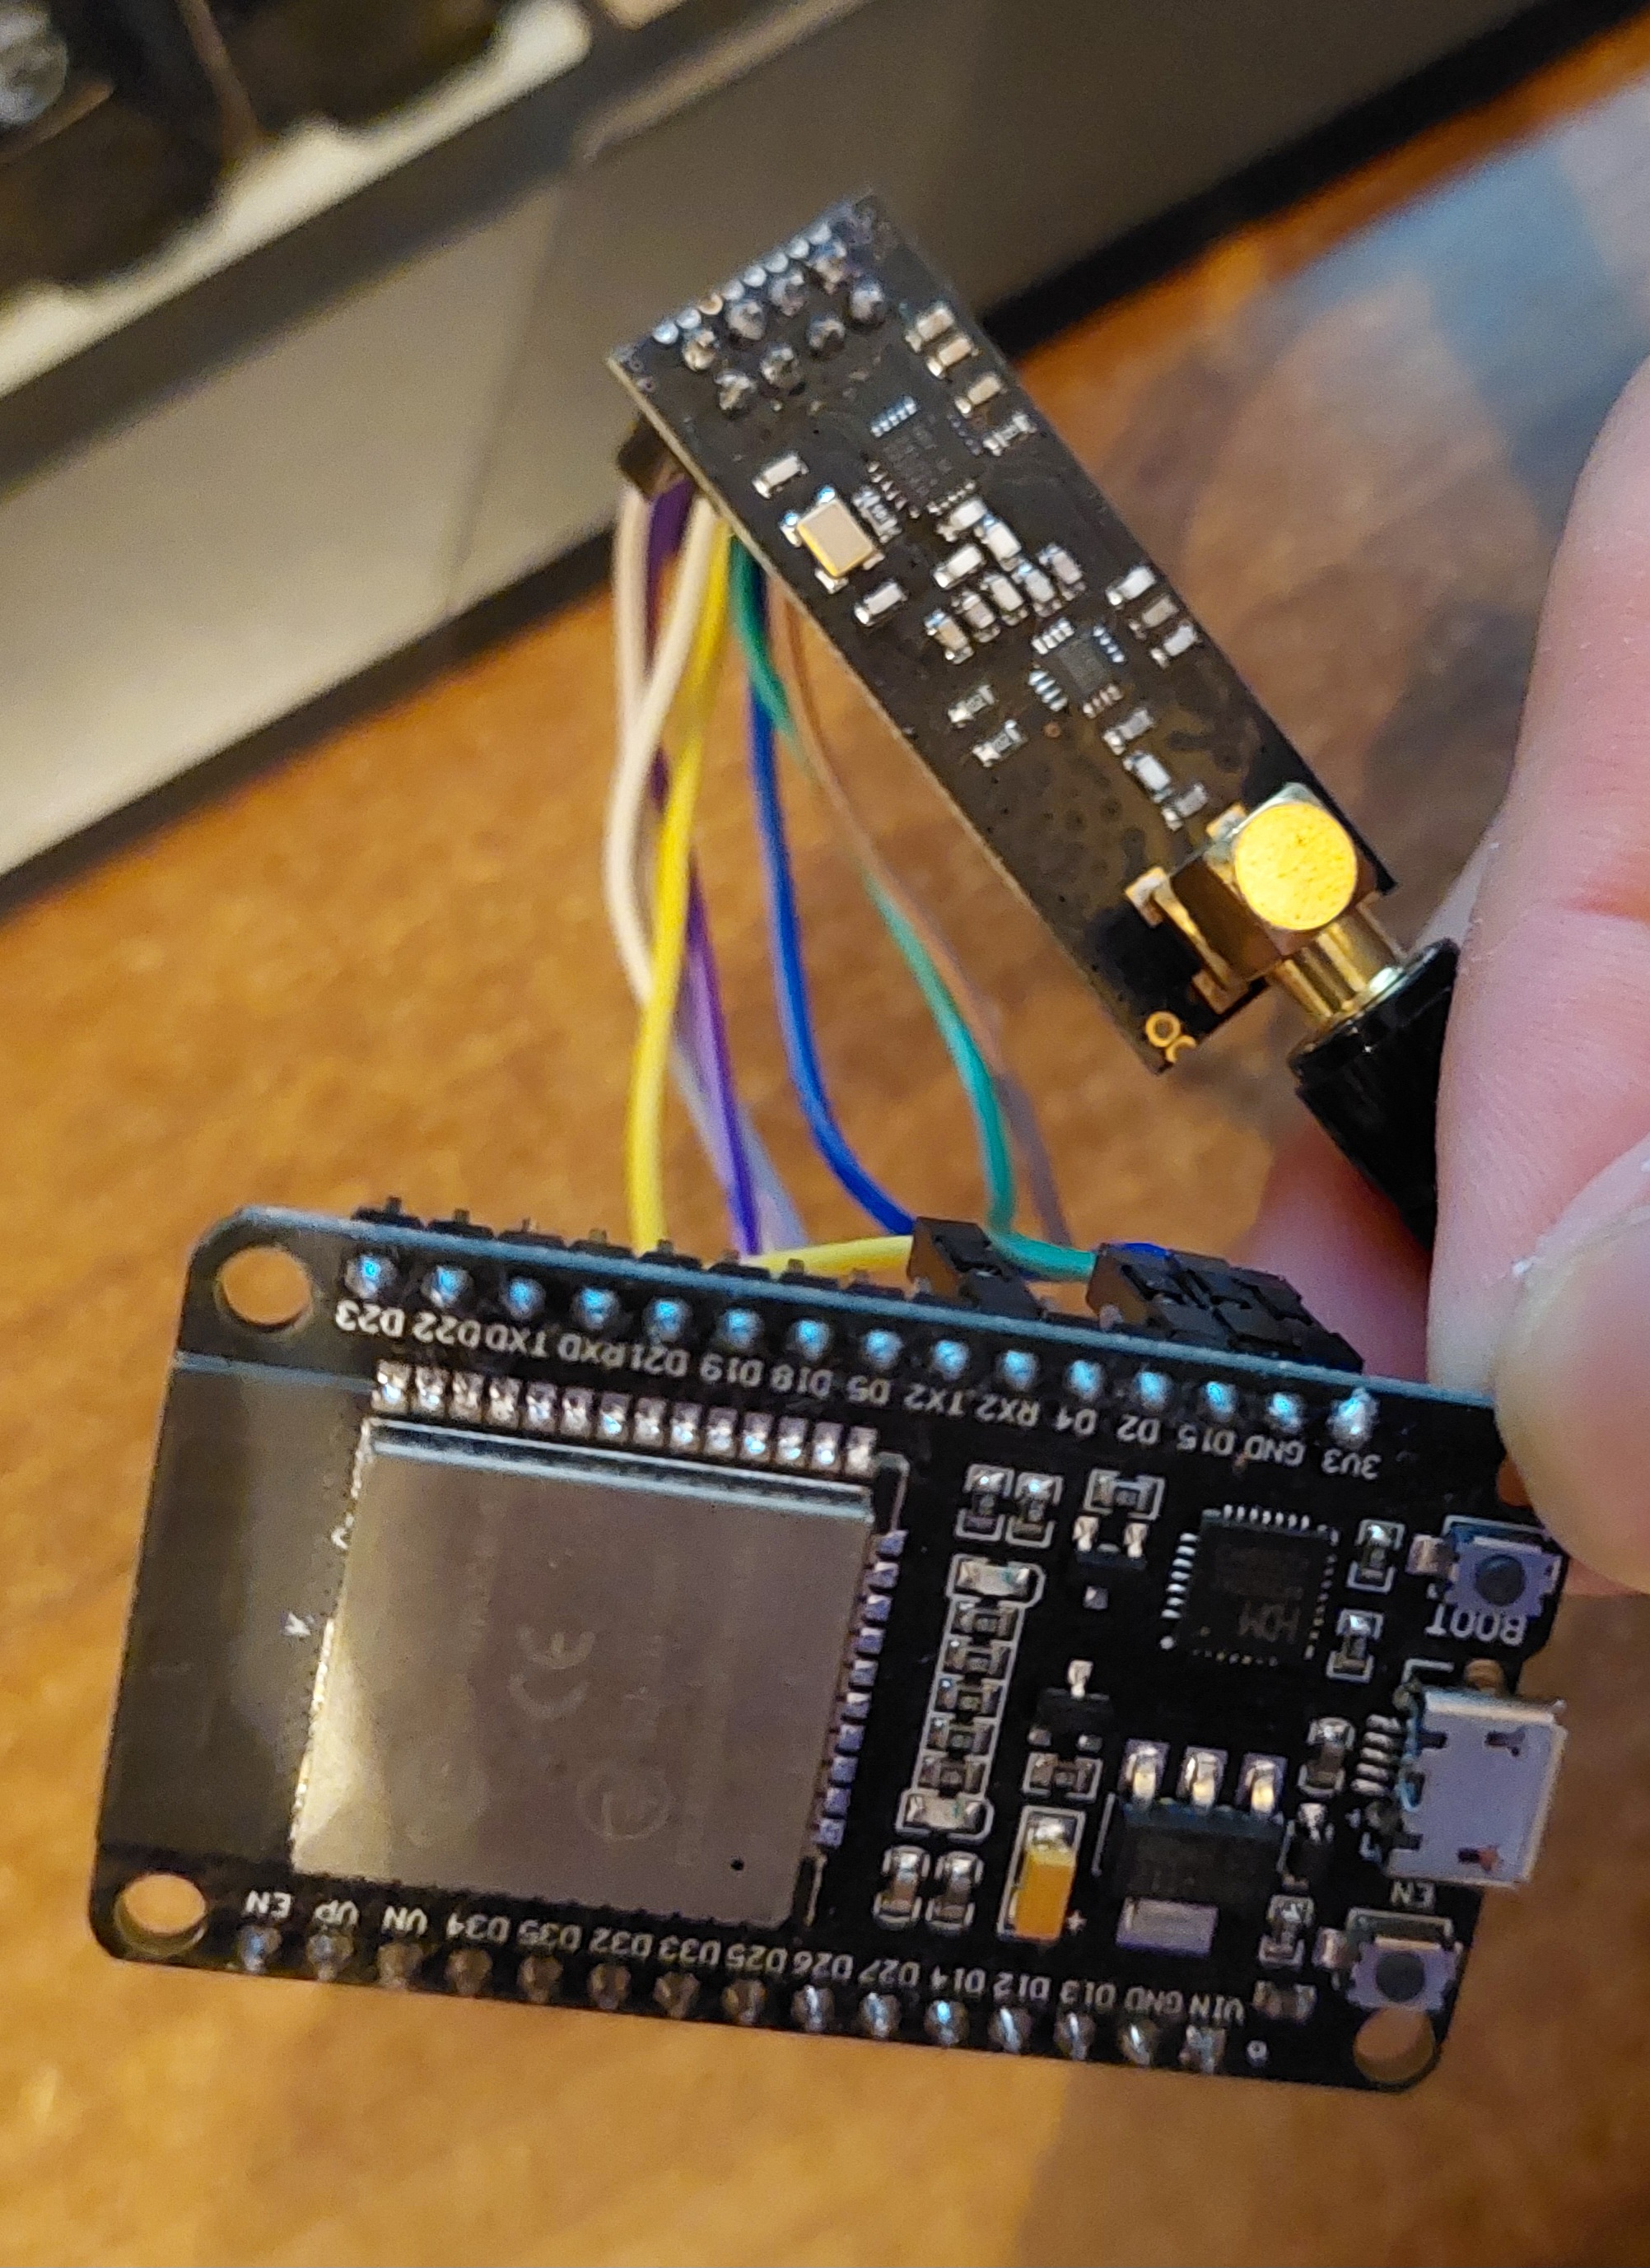 VIN GND D13 D12 D14 D27 D26 D25 D33 D32 D35 D34 VN VP EN
EN
+
CE
BOOT
3V3 GND D15 D2 D4 RX2 TX2 D5 D18 D19 D21 RXD TXD D22 D23